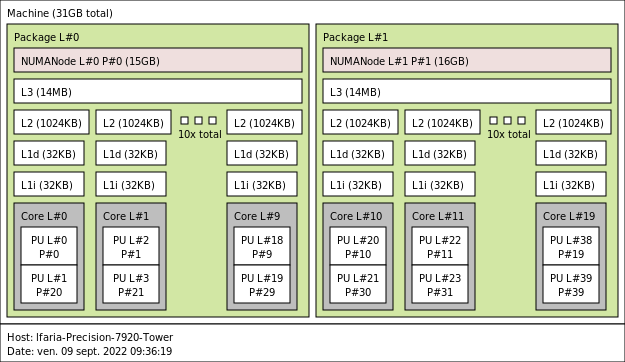 Machine (31GB total)
Package L#0
NUMANode L#0 P#0 (15GB)
L3 (14MB)
L2 (1024KB)
L2 (1024KB)
10x total
L2 (1024KB)
L1d (32KB)
L1d (32KB)
L1d (32KB)
L1i (32KB)
L1i (32KB)
L1i (32KB)
Core L#0
PU L#0
P#0
PU L#1
P#20
Core L#1
PU L#2
P#1
PU L#3
P#21
Core L#9
PU L#18
P#9
PU L#19
P#29
Package L#1
NUMANode L#1 P#1 (16GB)
L3 (14MB)
L2 (1024KB)
L2 (1024KB)
10x total
L2 (1024KB)
L1d (32KB)
L1d (32KB)
L1d (32KB)
L1i (32KB)
L1i (32KB)
L1i (32KB)
Core L#10
PU L#20
P#10
PU L#21
P#30
Core L#11
PU L#22
P#11
PU L#23
P#31
Core L#19
PU L#38
P#19
PU L#39
P#39
Host: lfaria-Precision-7920-Tower
Date: ven. 09 sept. 2022 09:36:19